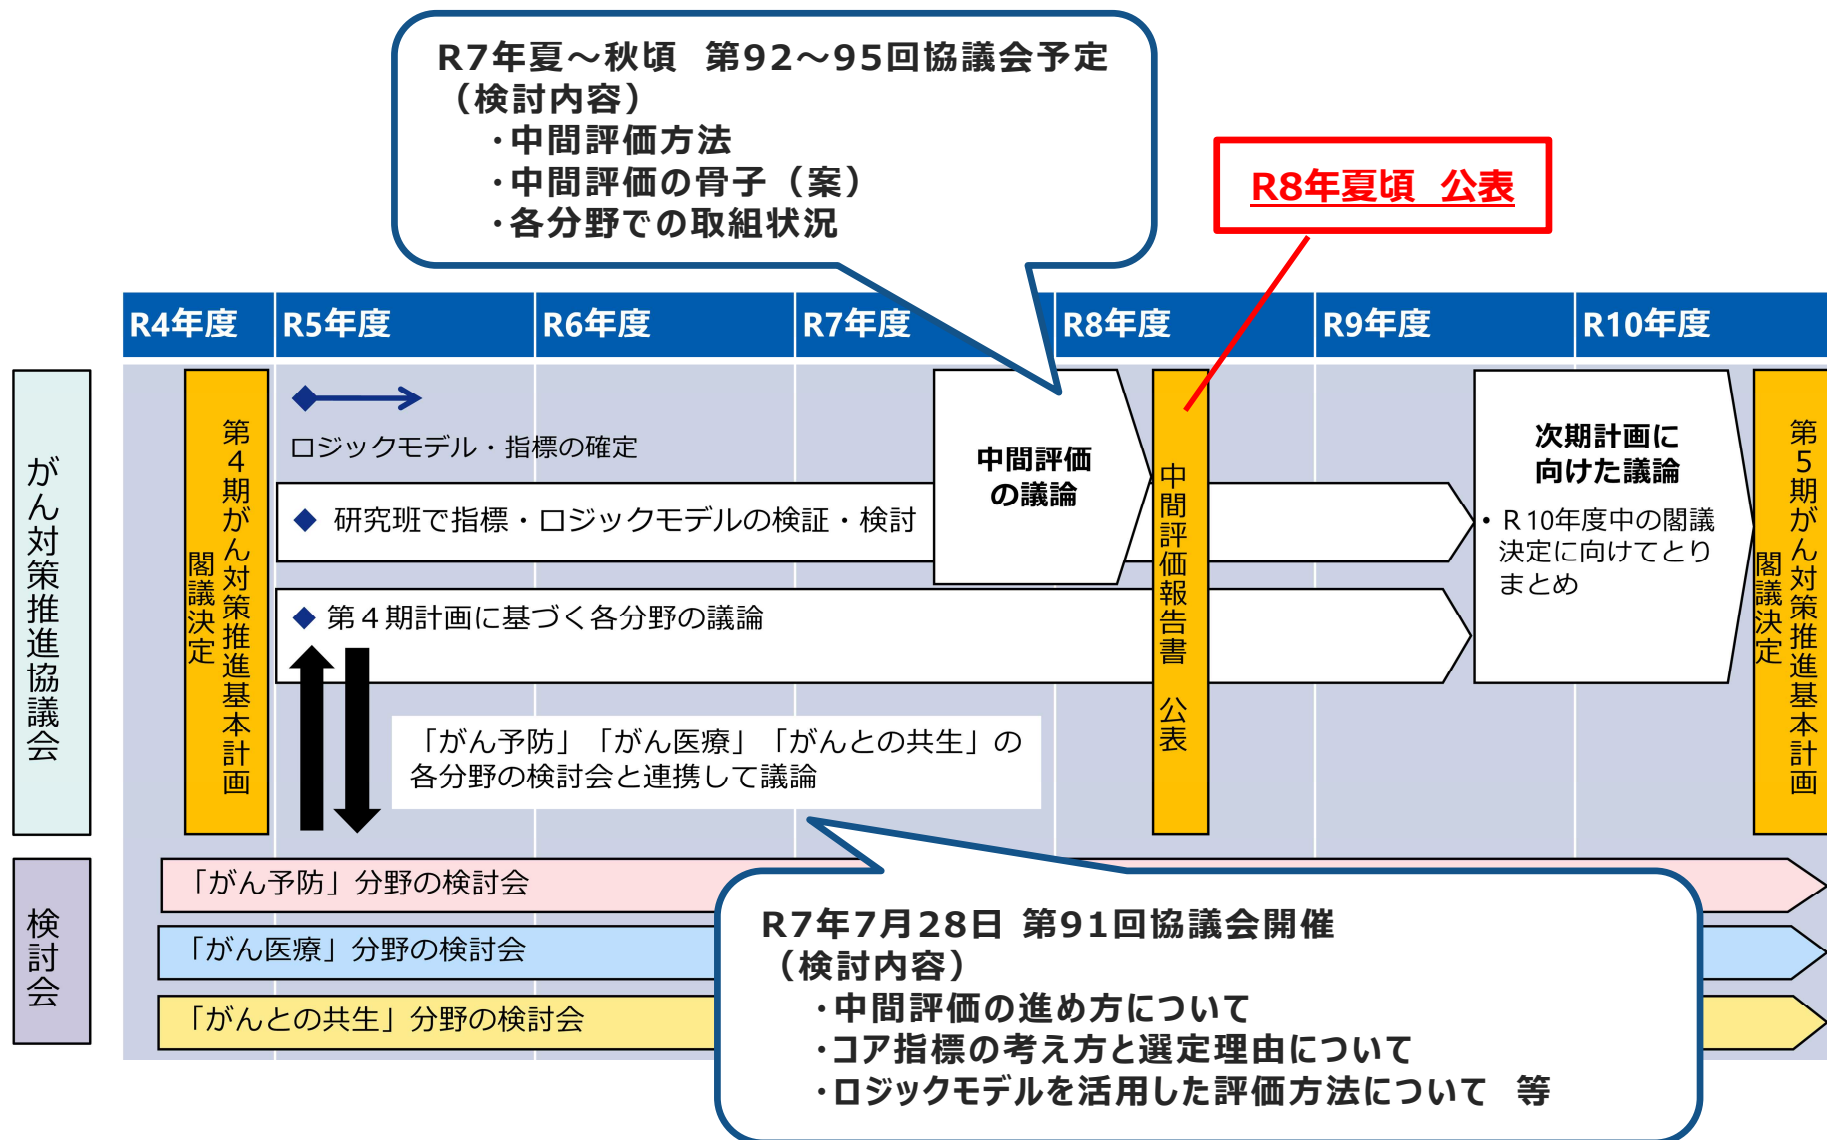 R7年夏～秋頃 第92～95回協議会予定
（検討内容）
・中間評価方法
・中間評価の骨子（案）
・各分野での取組状況
R8年夏頃 公表
R4年度
R5年度
R6年度
R7年度
R8年度
R9年度
R10年度
がん対策推進協議会
第４期がん対策推進基本計画
閣議決定
ロジックモデル・指標の確定
◆ 研究班で指標・ロジックモデルの検証・検討
◆ 第４期計画に基づく各分野の議論
「がん予防」「がん医療」「がんとの共生」の
各分野の検討会と連携して議論
中間評価
の議論
中間評価報告書 公表
次期計画に
向けた議論
・Ｒ10年度中の閣議
決定に向けてとり
まとめ
第５期がん対策推進基本計画
閣議決定
検討会
「がん予防」分野の検討会
「がん医療」分野の検討会
「がんとの共生」分野の検討会
R7年7月28日 第91回協議会開催
（検討内容）
・中間評価の進め方について
・コア指標の考え方と選定理由について
・ロジックモデルを活用した評価方法について 等